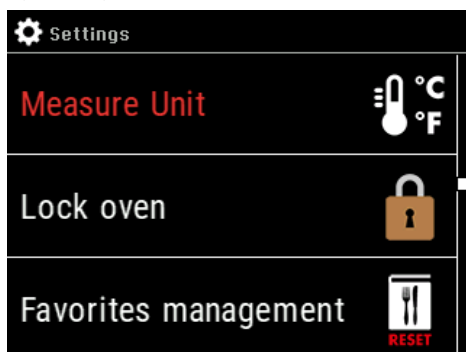 Settings
Measure Unit
°C
°F
Lock oven
Favorites management
RESET